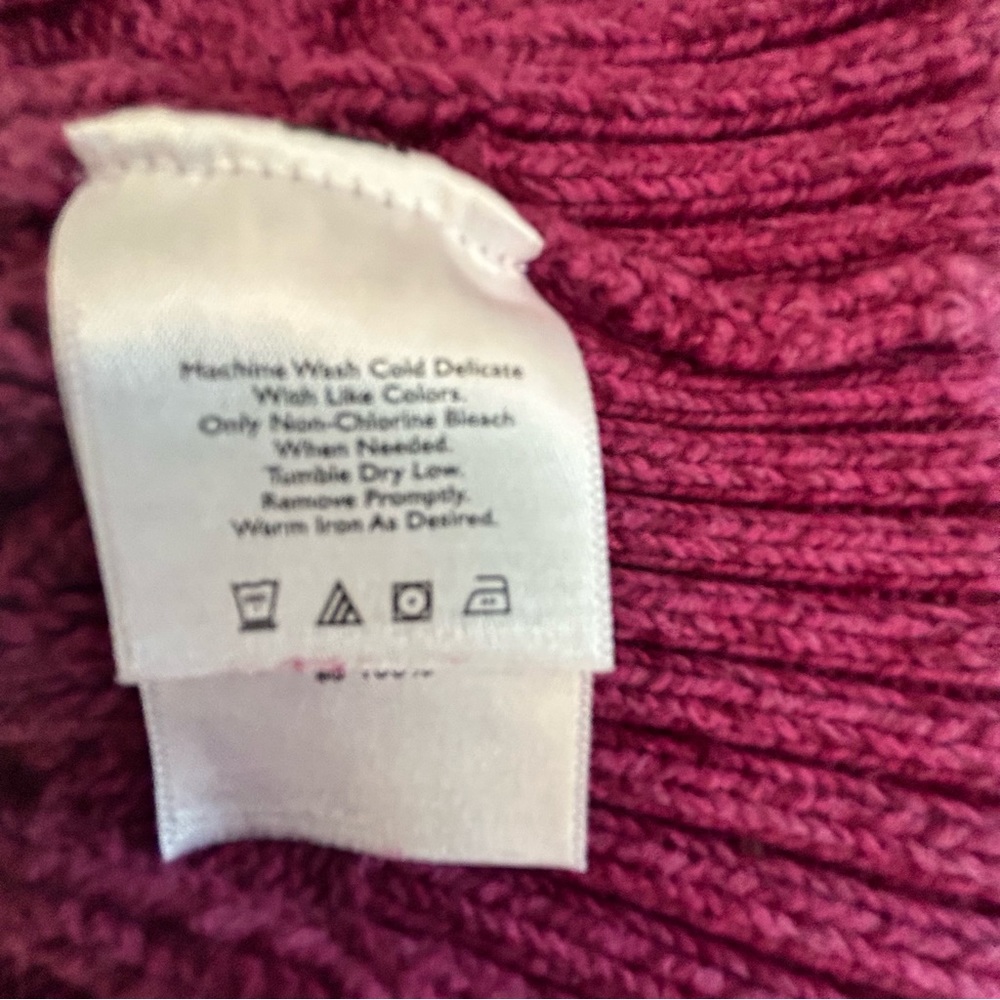 Machine Wash Cold Delicate
With Like Colors.
Only Non-Chlorine Bleach
When Needed.
Tumble Dry Low.
Remove Promptly.
Warm Iron As Desired.